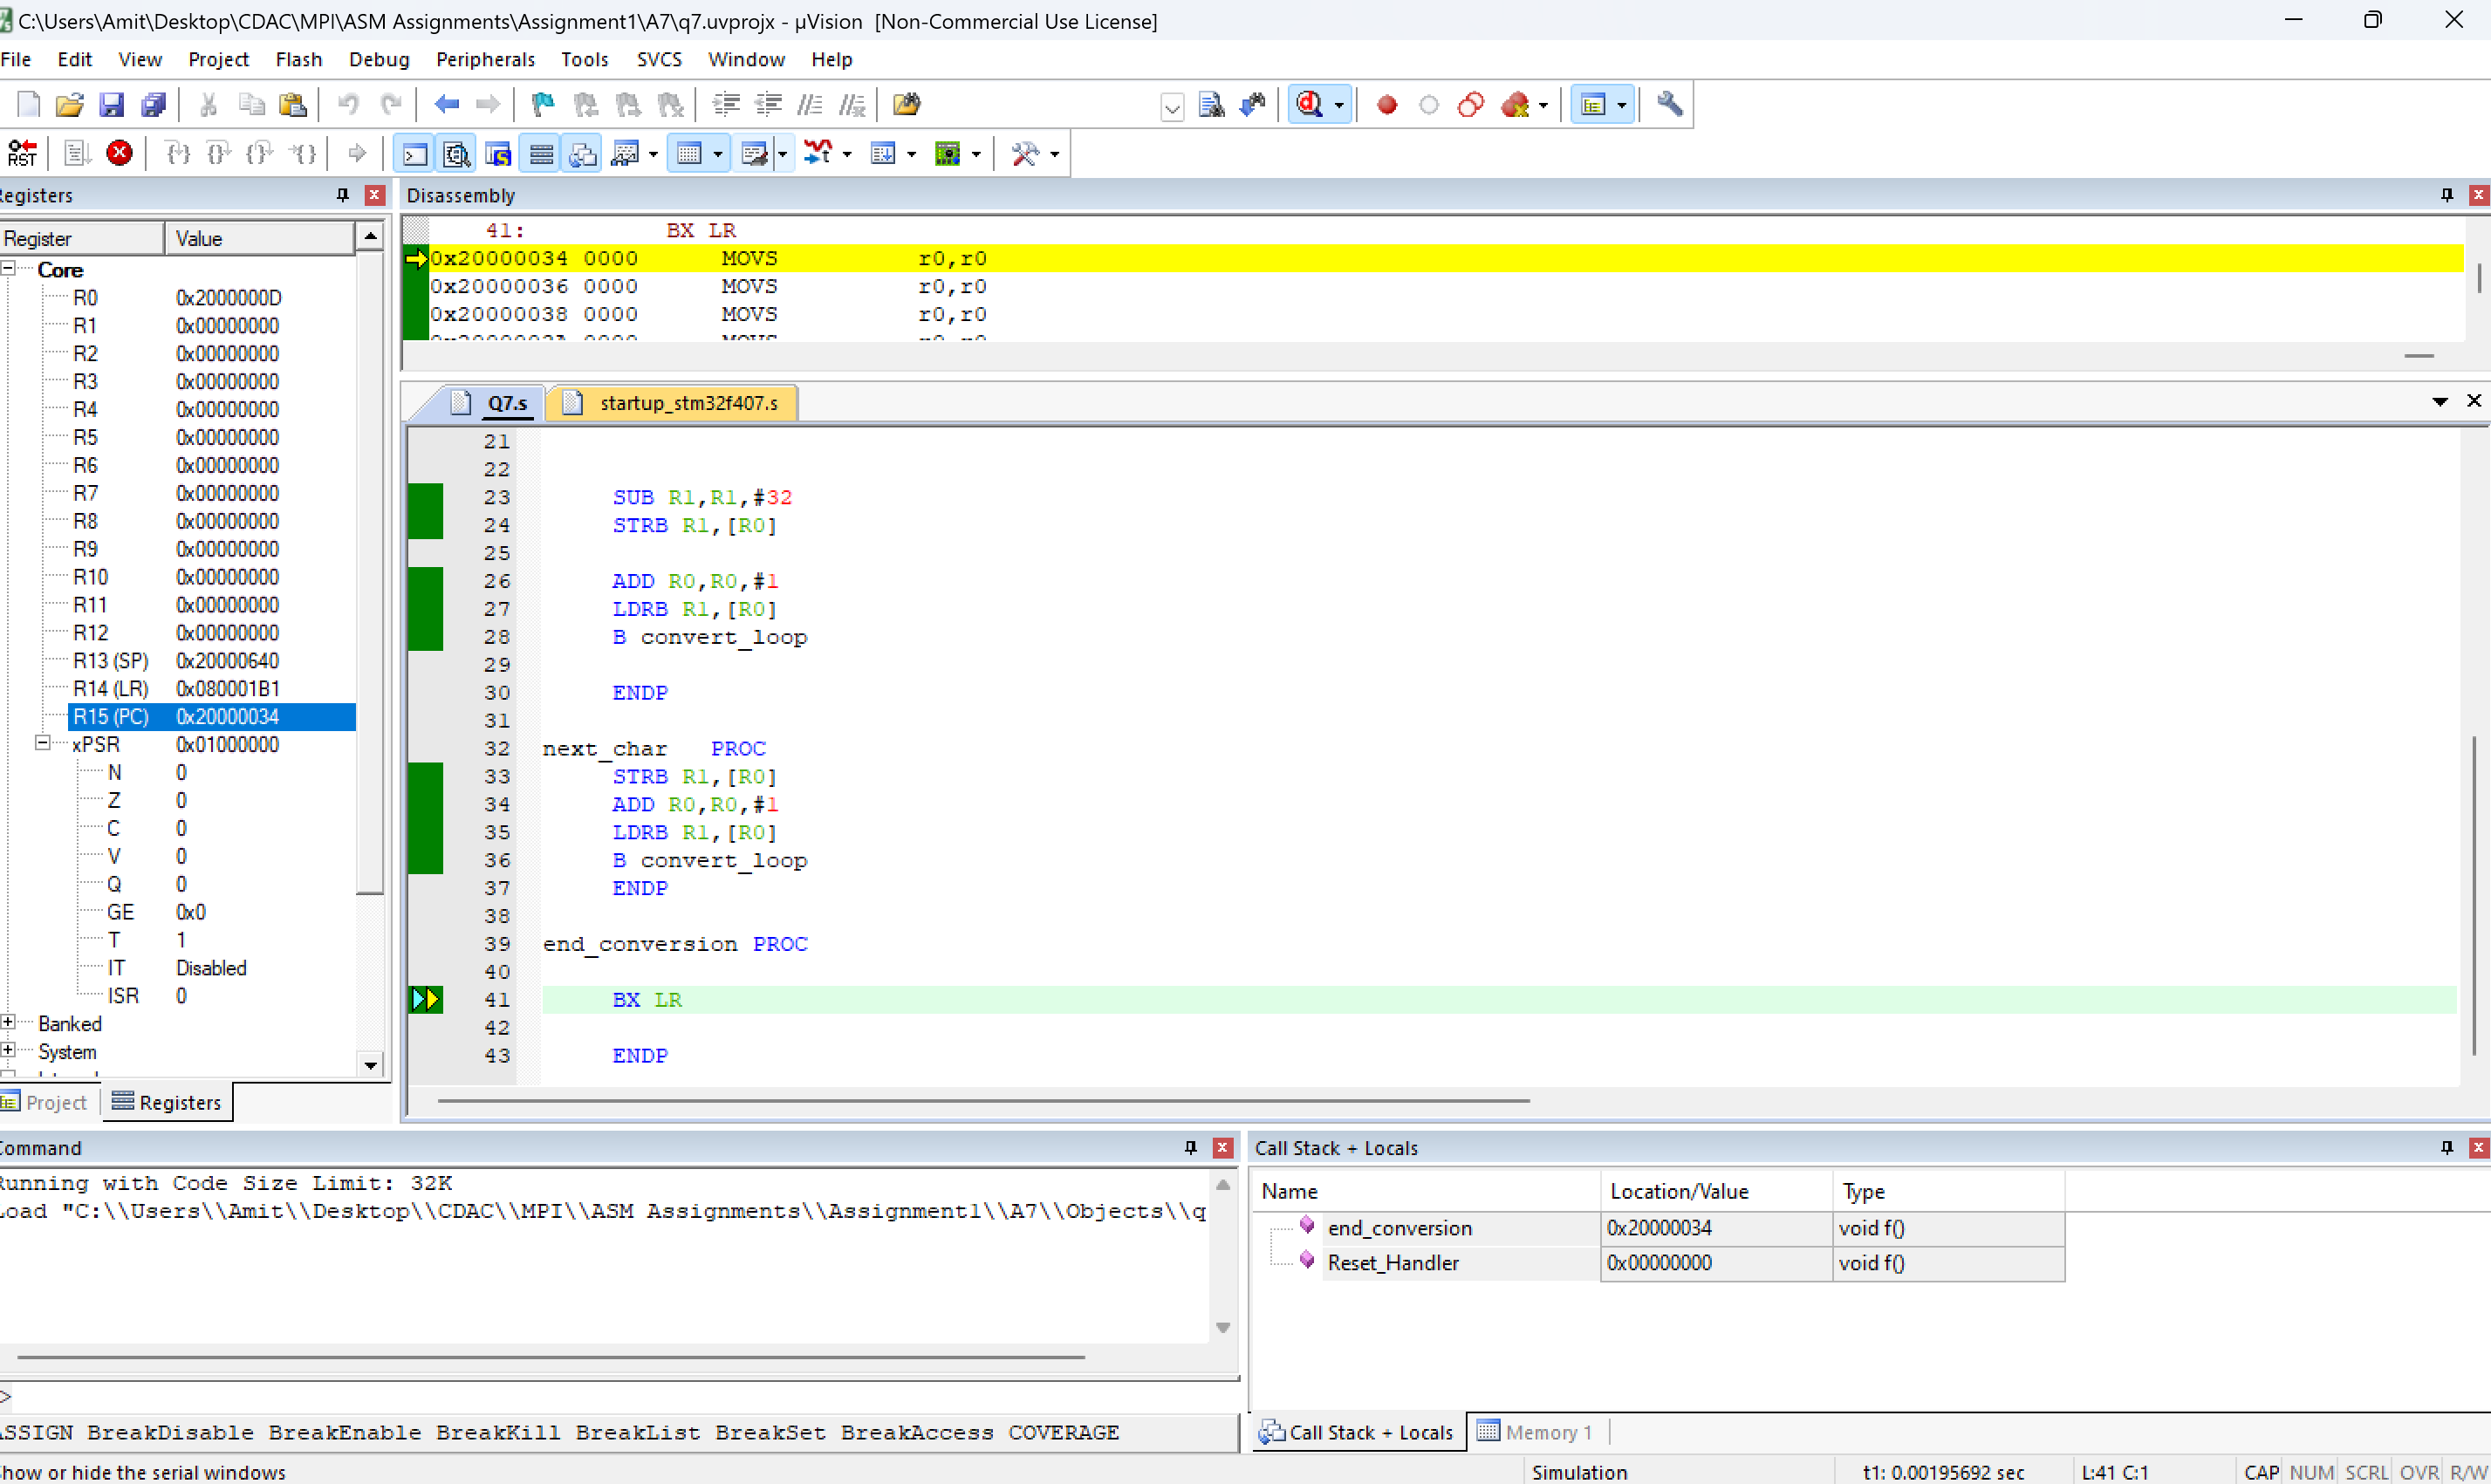 C:\Users\Amit\Desktop\CDAC\MPI\ASM Assignments\Assignment1\A7\q7.uvprojx - µVision [Non-Commercial Use License]
File Edit View Project Flash Debug Peripherals Tools SVCS Window Help
RST
egisters
Register Value
Core
R0 0x2000000D
R1 0x00000000
R2 0x00000000
R3 0x00000000
R4 0x00000000
R5 0x00000000
R6 0x00000000
R7 0x00000000
R8 0x00000000
R9 0x00000000
R10 0x00000000
R11 0x00000000
R12 0x00000000
R13 (SP) 0x20000640
R14 (LR) 0x080001B1
R15 (PC) 0x20000034
xPSR 0x01000000
N 0
Z 0
C 0
V 0
Q 0
GE 0x0
T 1
IT Disabled
ISR 0
Banked
System
Project Registers
Disassembly
41: BX LR
0x20000034 0000 MOVS r0,r0
0x20000036 0000 MOVS r0,r0
0x20000038 0000 MOVS r0,r0
Q7.s startup_stm32f407.s
21
22
23 SUB R1,R1,#32
24 STRB R1,[R0]
25
26 ADD R0,R0,#1
27 LDRB R1,[R0]
28 B convert_loop
29
30 ENDP
31
32 next_char PROC
33 STRB R1,[R0]
34 ADD R0,R0,#1
35 LDRB R1,[R0]
36 B convert_loop
37 ENDP
38
39 end_conversion PROC
40
41 BX LR
42
43 ENDP
Command
Running with Code Size Limit: 32K
Load "C:\\Users\\Amit\\Desktop\\CDAC\\MPI\\ASM Assignments\\Assignment1\\A7\\Objects\\q
>
ASSIGN BreakDisable BreakEnable BreakKill BreakList BreakSet BreakAccess COVERAGE
Call Stack + Locals
Name Location/Value Type
end_conversion 0x20000034 void f()
Reset_Handler 0x00000000 void f()
Call Stack + Locals Memory 1
how or hide the serial windows Simulation t1: 0.00195692 sec L:41 C:1 CAP NUM SCRL OVR R/W